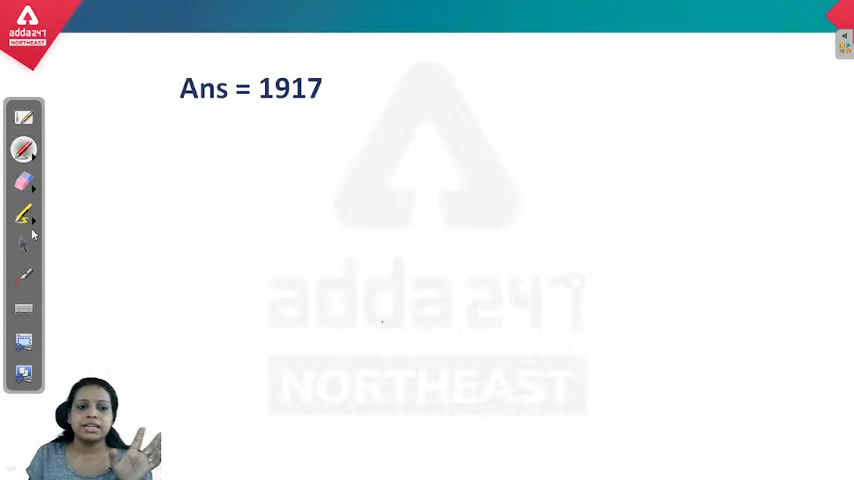 adda247
NORTHEAST
Ans = 1917
adda247
NORTHEAST